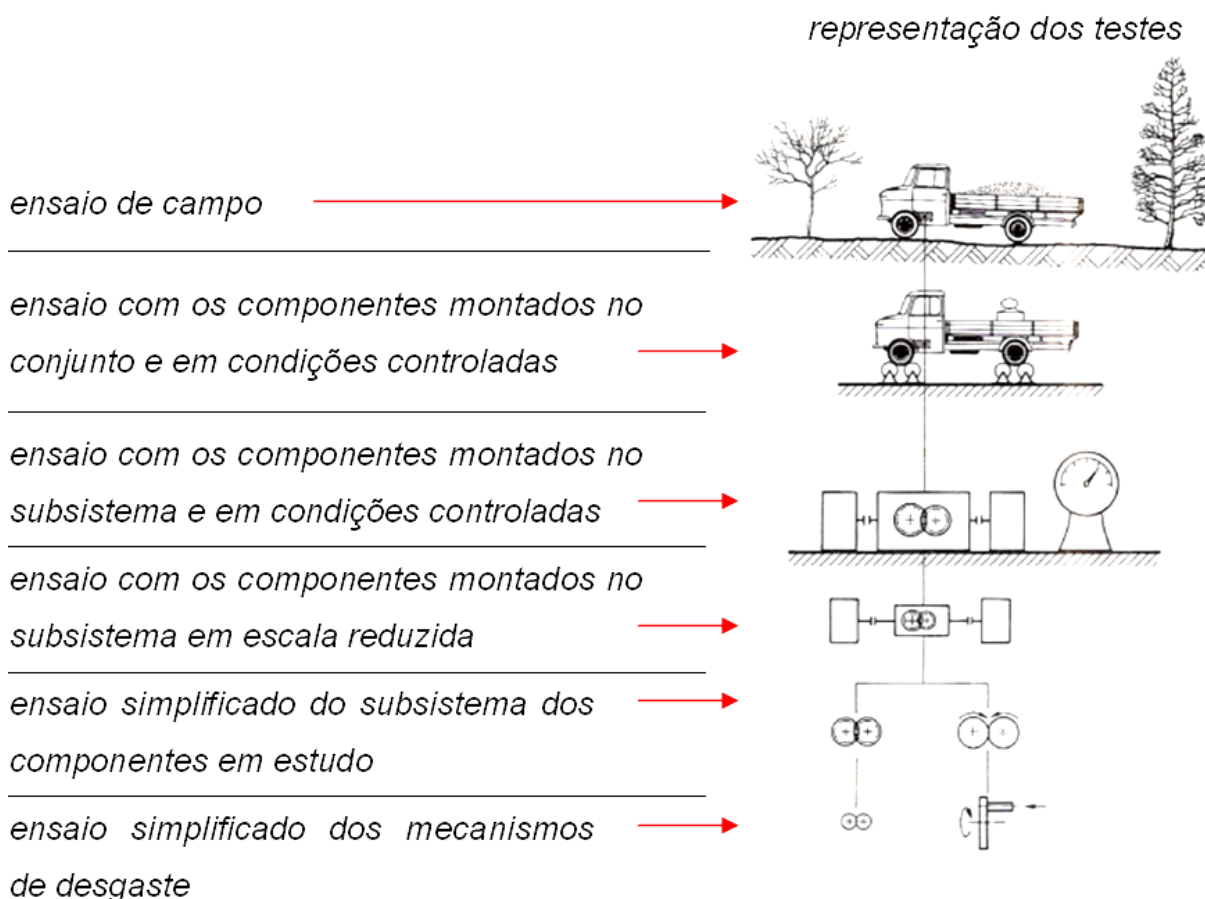 representação dos testes
ensaio de campo
ensaio com os componentes montados no
conjunto e em condições controladas
ensaio com os componentes montados no
subsistema e em condições controladas
ensaio com os componentes montados no
subsistema em escala reduzida
ensaio simplificado do subsistema dos
componentes em estudo
ensaio simplificado dos mecanismos
de desgaste